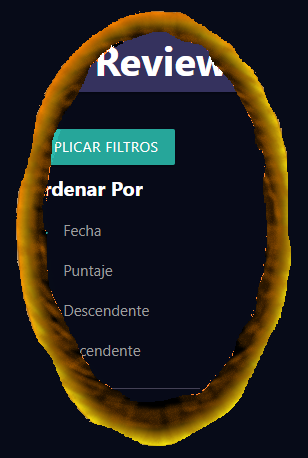 Review
PLICAR FILTROS
rdenar Por
Fecha
Puntaje
Descendente
cendente